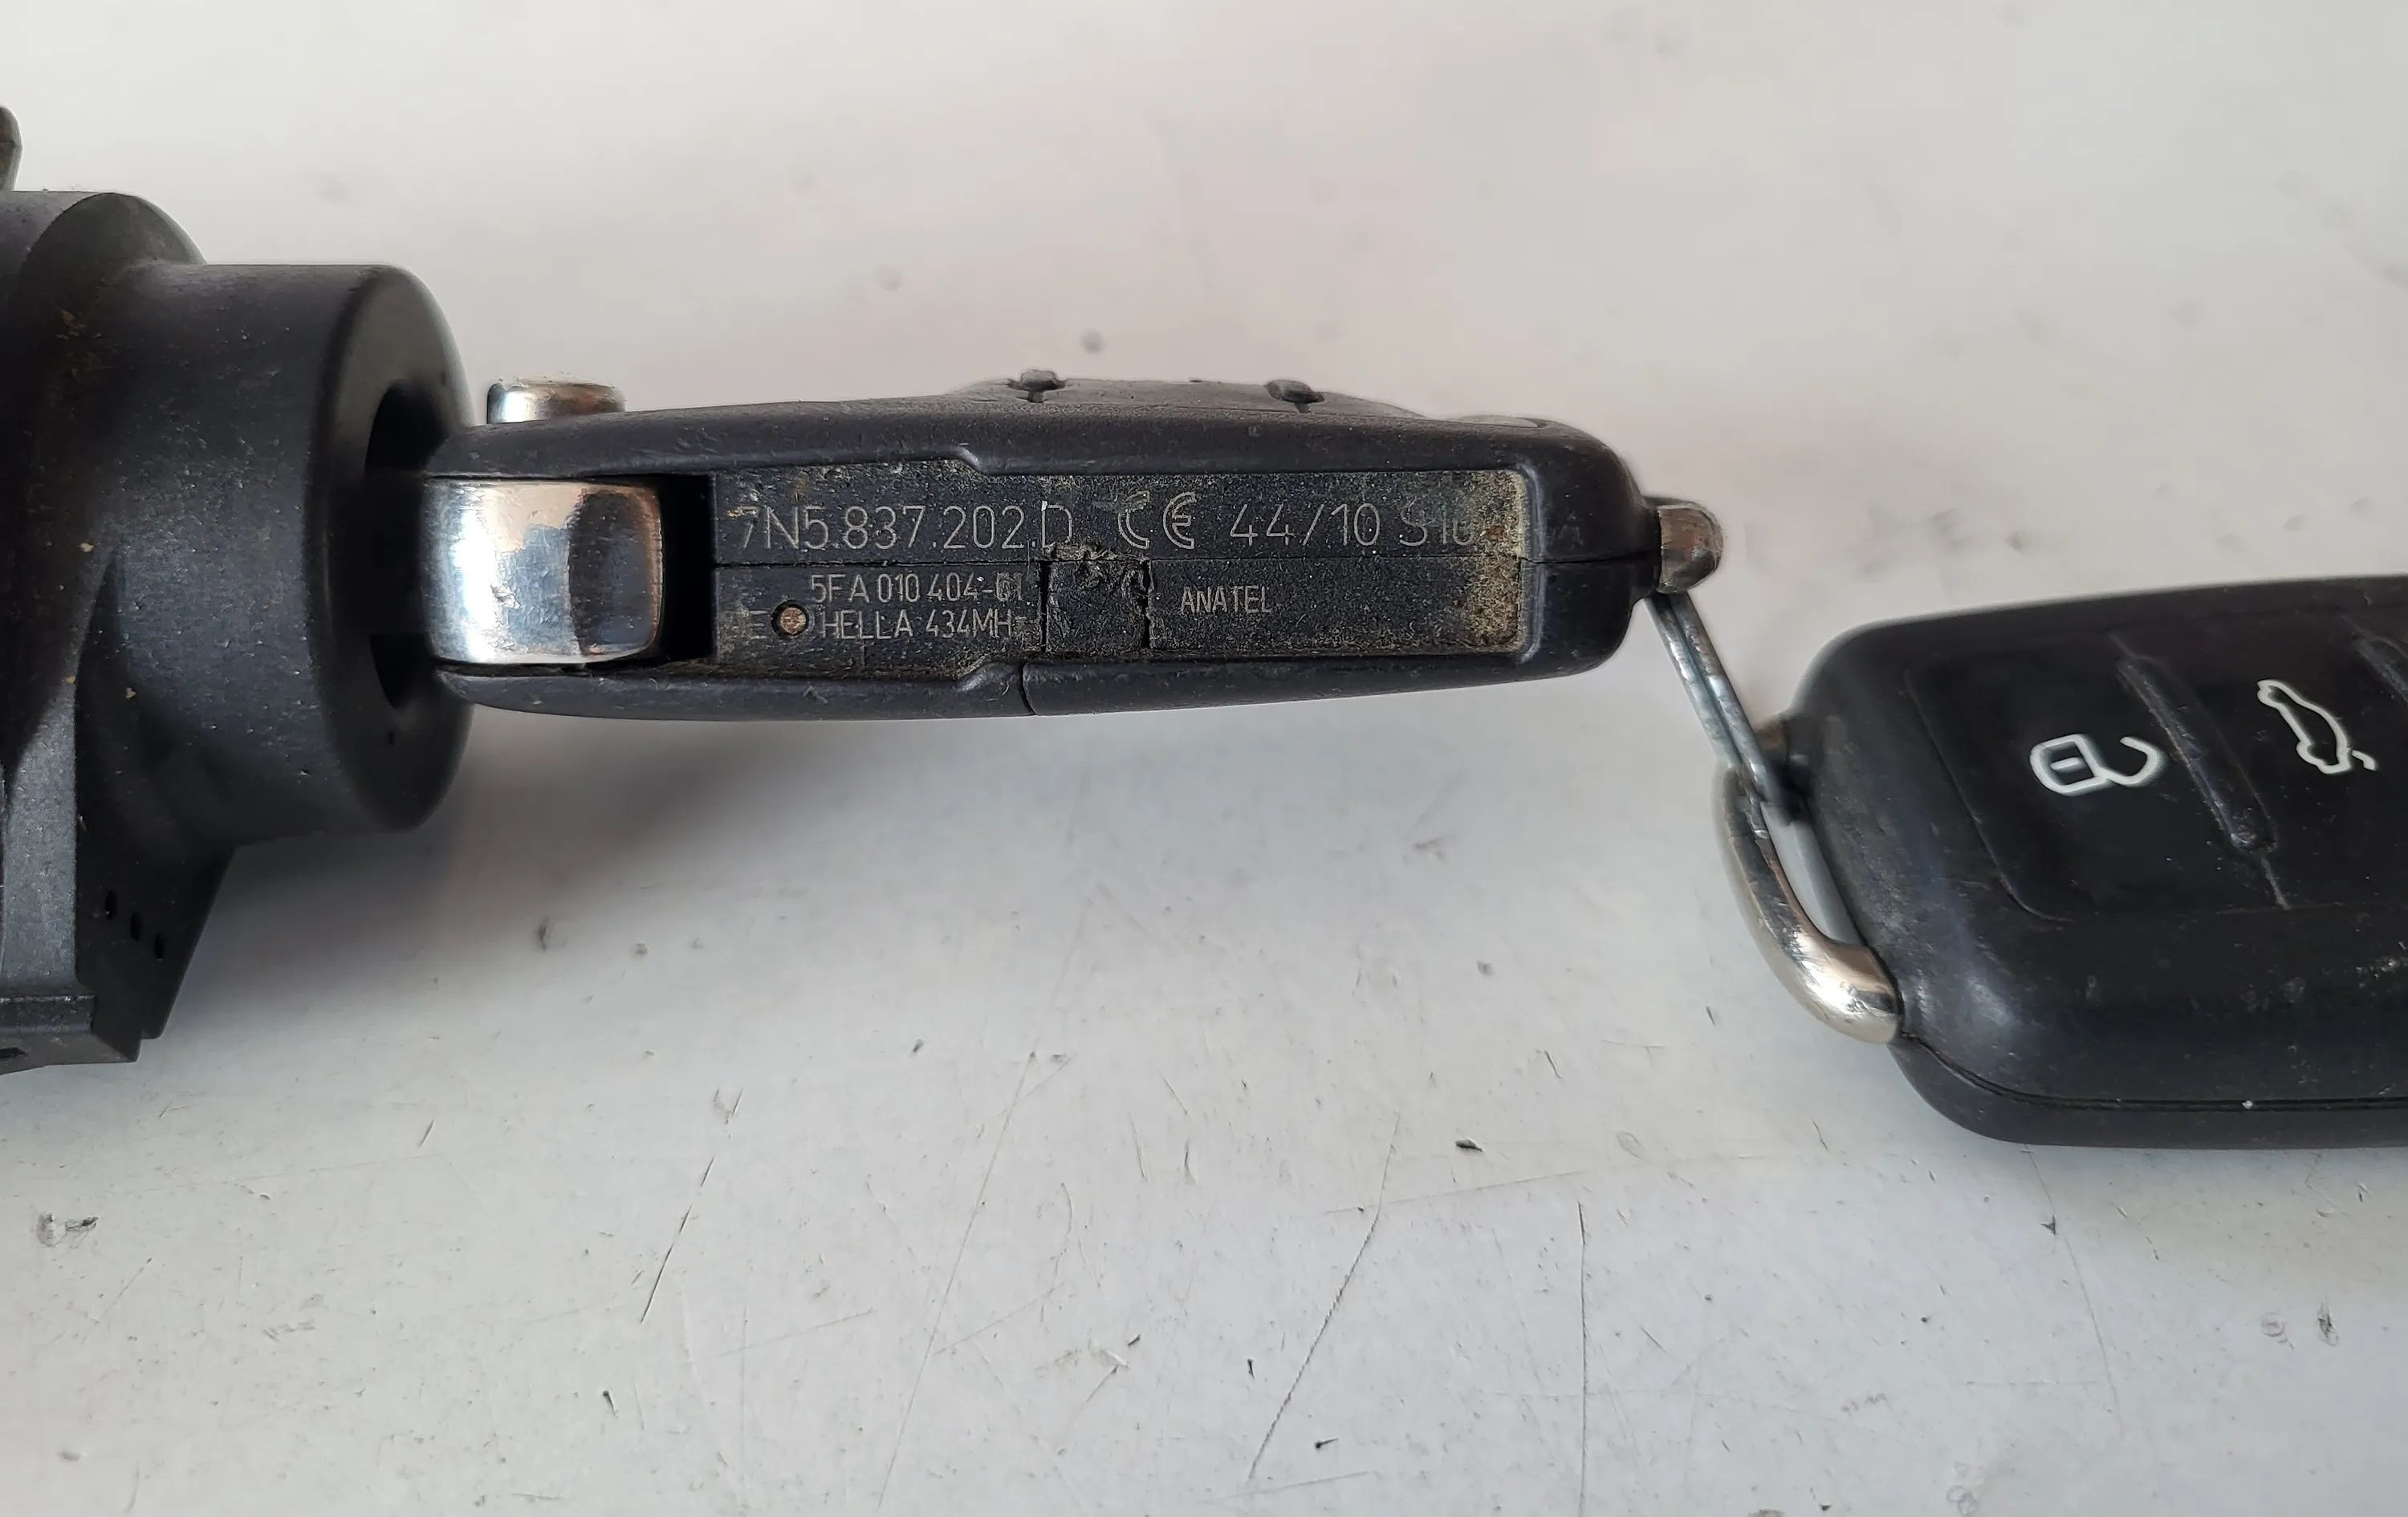 7N5.837.202.D CE 44/10
5FA 010 404-01
HELLA 434MH
ANATEL